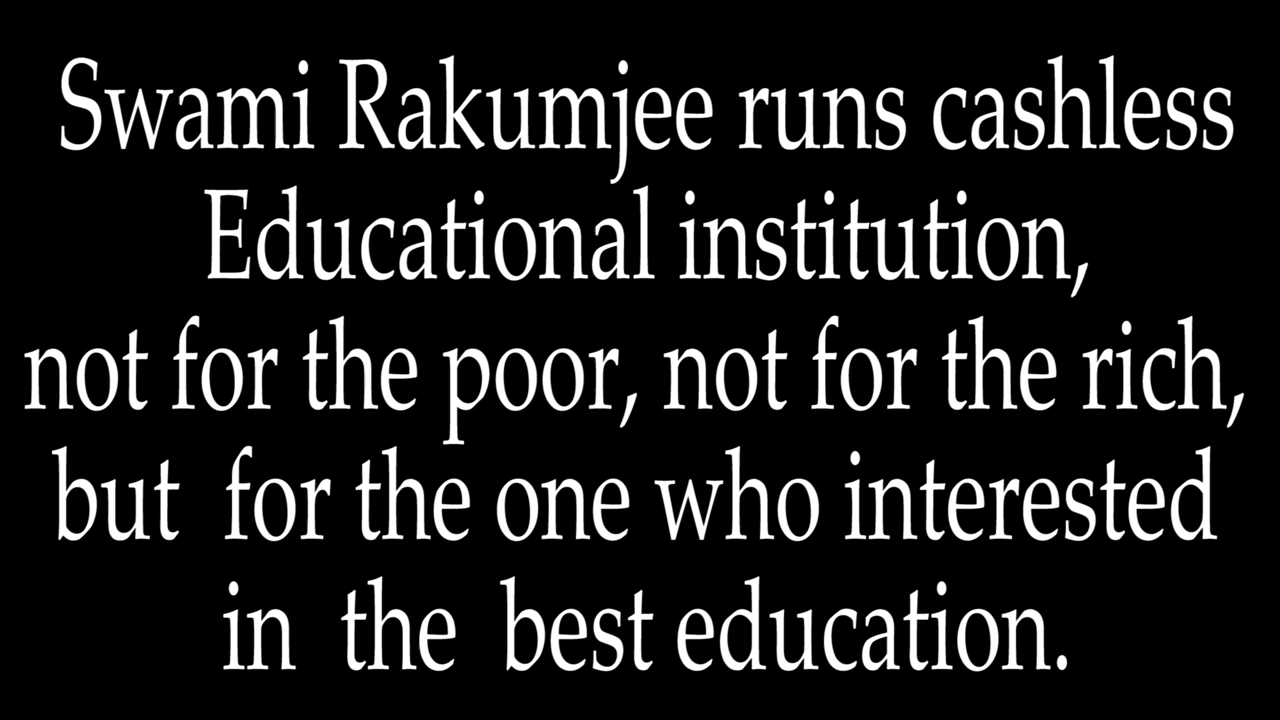 Swami Rakumjee runs cashless
Educational institution,
not for the poor, not for the rich,
but for the one who interested
in the best education.